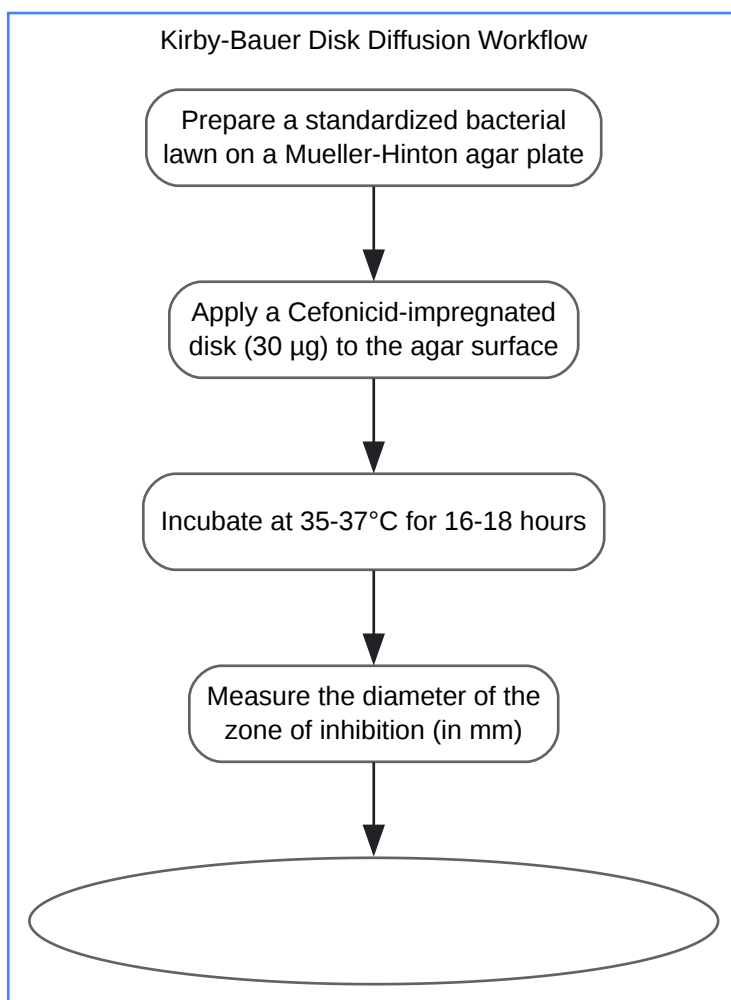 Kirby-Bauer Disk Diffusion Workflow
Prepare a standardized bacterial
lawn on a Mueller-Hinton agar plate
Apply a Cefonicid-impregnated
disk (30 µg) to the agar surface
Incubate at 35-37°C for 16-18 hours
Measure the diameter of the
zone of inhibition (in mm)